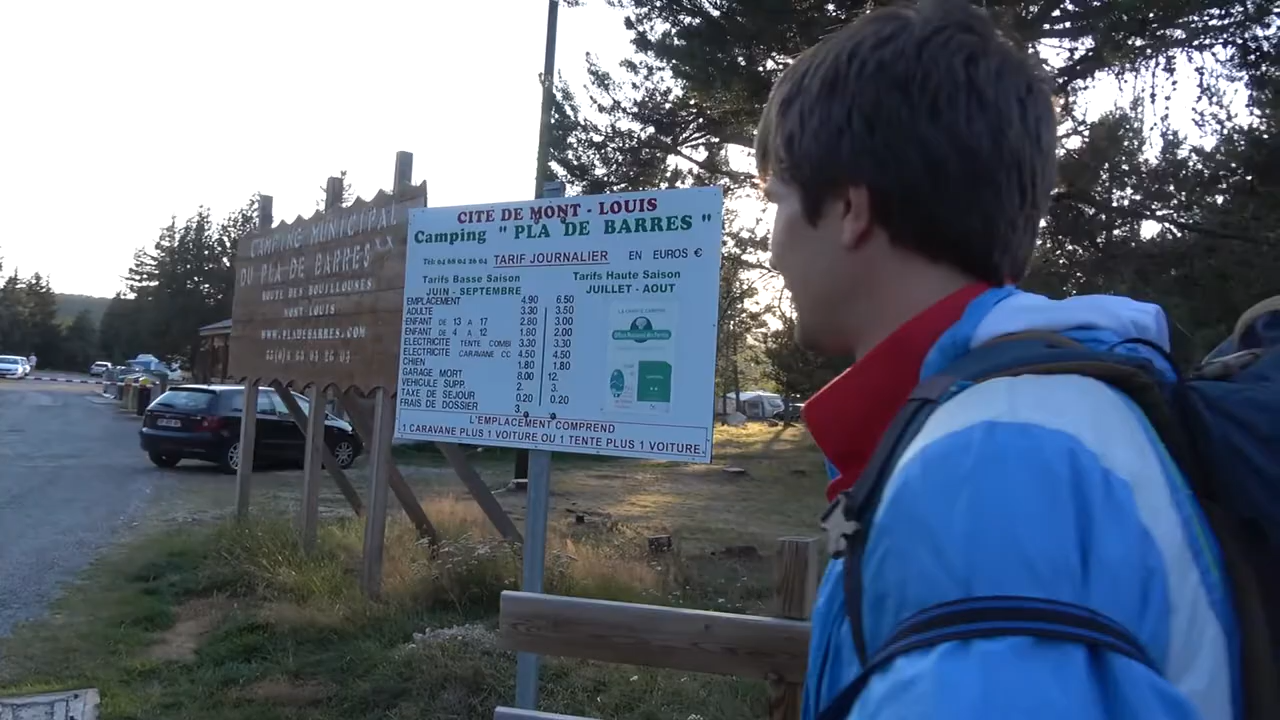 CAMPING MUNICIPAL
DU PLA DE BARRES **
ROUTE DES BOUILLOUSES
MONT-LOUIS
WWW.PLADEBARRES.COM
CITE DE MONT - LOUIS
Camping " PLA DE BARRES "
Tél: 04 68 04 26 04 TARIF JOURNALIER EN EUROS €
Tarifs Basse Saison Tarifs Haute Saison
JUIN - SEPTEMBRE JUILLET - AOUT
EMPLACEMENT 4.90 6.50
ADULTE 3.30 3.50
ENFANT DE 13 A 17 2.80 3.00
ENFANT DE 4 A 12 1.80 2.00
ELECTRICITE TENTE COMBI 3.30 3.30
ELECTRICITE CARAVANE CC 4.50 4.50
CHIEN 1.80 1.80
GARAGE MORT 8.00 12.
VEHICULE SUPP. 2. 3.
TAXE DE SEJOUR 0.20 0.20
FRAIS DE DOSSIER 3.
L'EMPLACEMENT COMPREND
1 CARAVANE PLUS 1 VOITURE OU 1 TENTE PLUS 1 VOITURE.